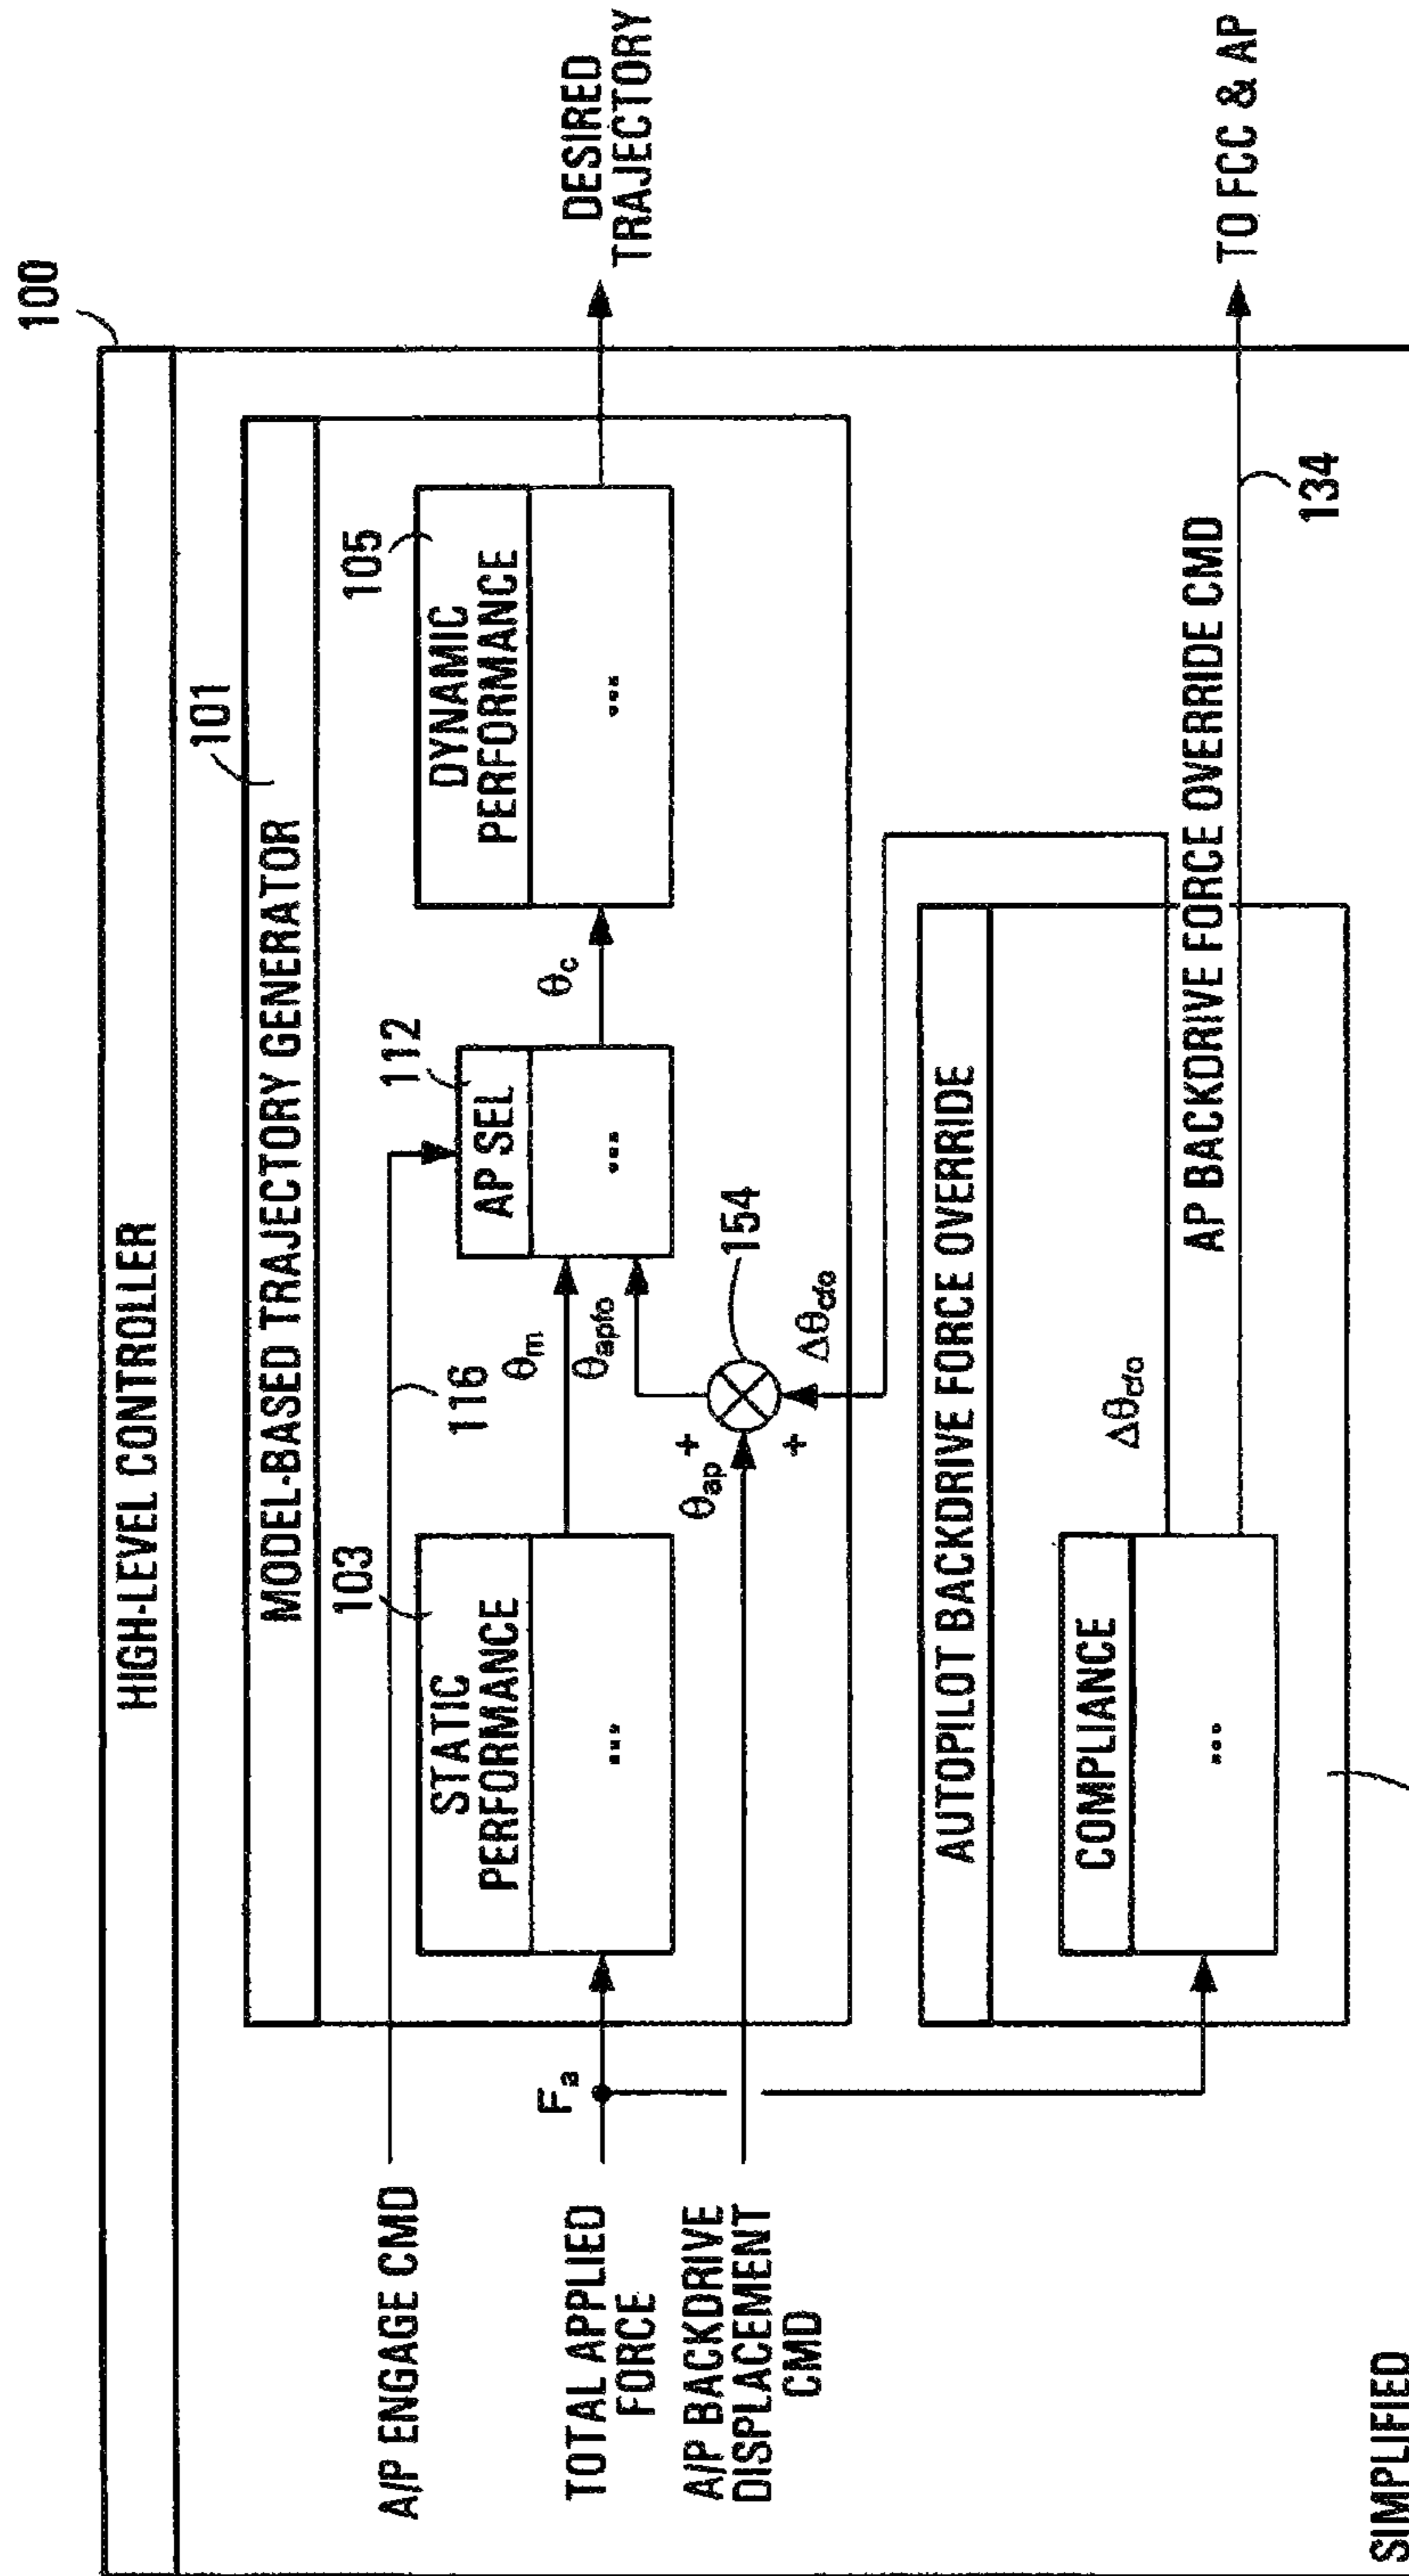 100
HIGH-LEVEL CONTROLLER
101
MODEL-BASED TRAJECTORY GENERATOR
A/P ENGAGE CMD
116
103
STATIC
PERFORMANCE
...
112
AP SEL
...
105
DYNAMIC
PERFORMANCE
...
DESIRED
TRAJECTORY
TOTAL APPLIED
FORCE
Fa
θm
θapfo
θc
A/P BACKDRIVE
DISPLACEMENT
CMD
θap
+
+
154
Δθcfo
AUTOPILOT BACKDRIVE FORCE OVERRIDE
COMPLIANCE
...
Δθcfo
AP BACKDRIVE FORCE OVERRIDE CMD
134
TO FCC & AP
SIMPLIFIED